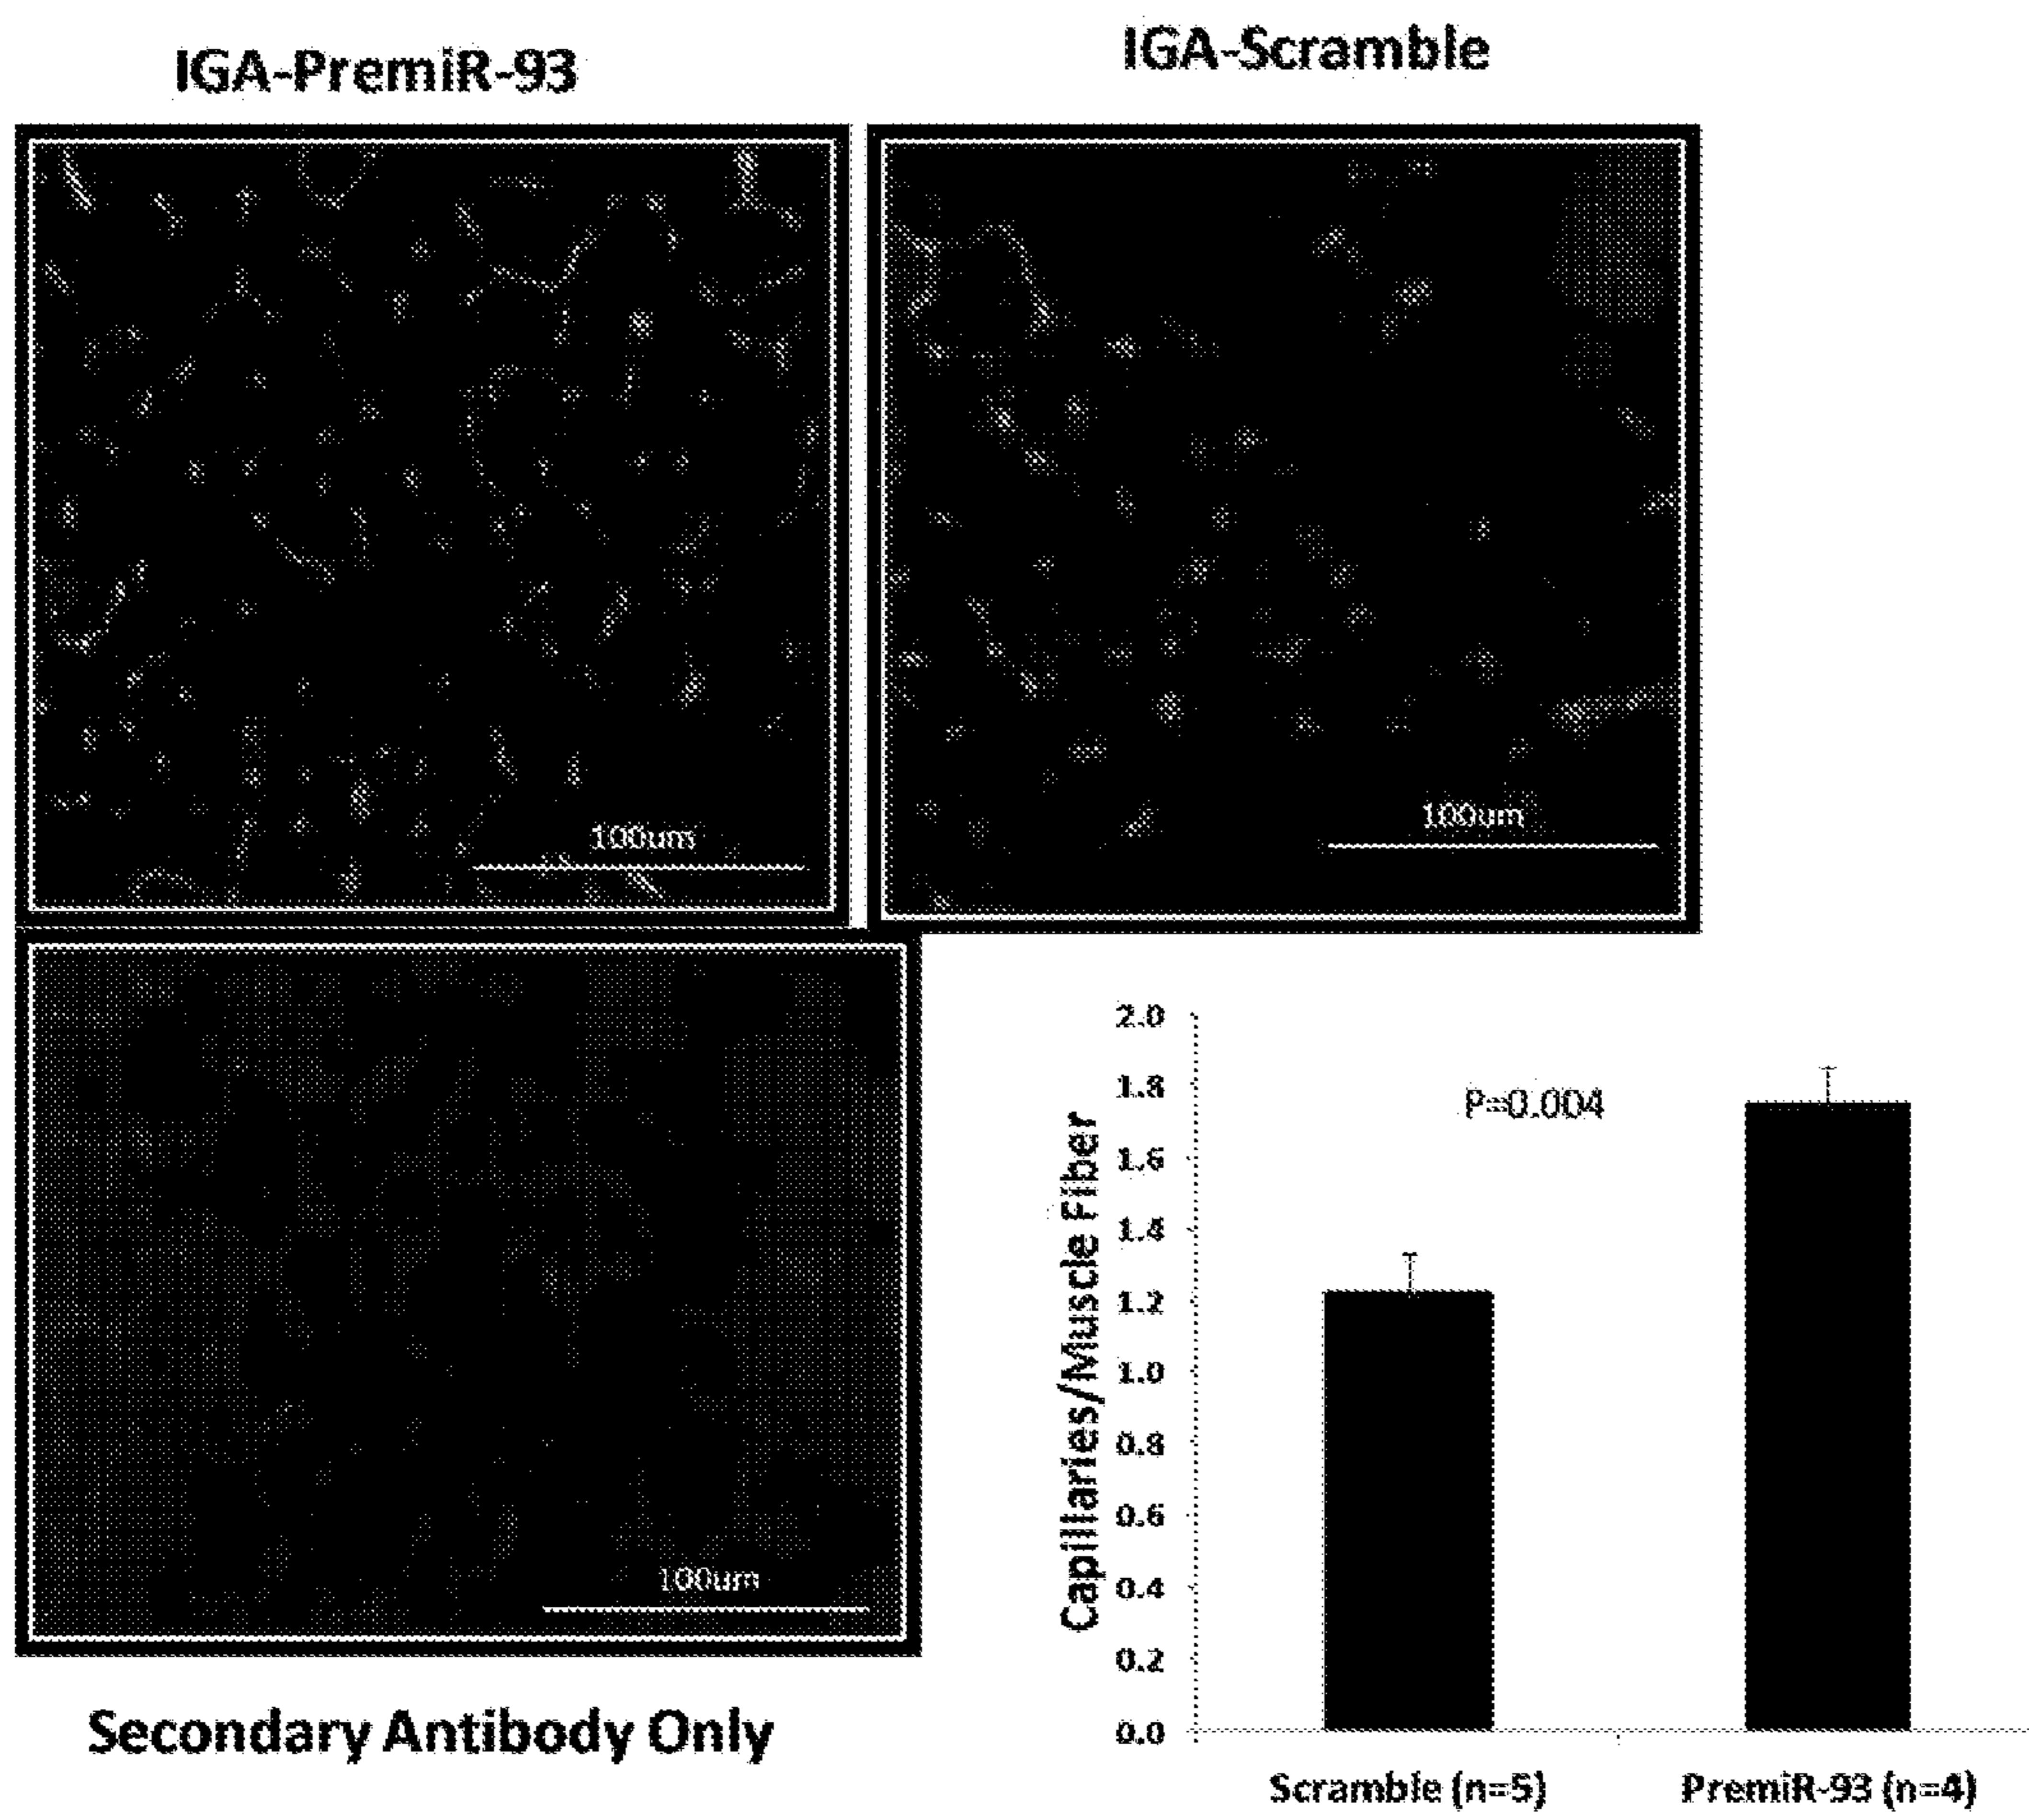 IGA-PremiR-93
IGA-Scramble
100um
100um
100um
Secondary Antibody Only
Capillaries/Muscle Fiber
2.0
1.8
1.6
1.4
1.2
1.0
0.8
0.6
0.4
0.2
0.0
P=0.004
Scramble (n=5)
PremiR-93 (n=4)